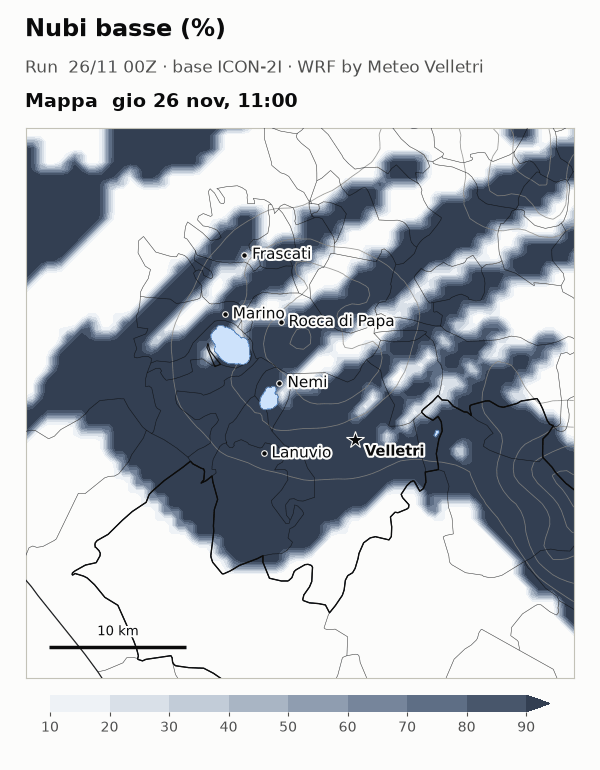 Nubi basse (%)
Run  26/11 00Z · base ICON-2I · WRF by Meteo Velletri
Mappa  gio 26 nov, 11:00
Frascati
Marino
Rocca di Papa
Nemi
Velletri
Lanuvio
10 km
10 20 30 40 50 60 70 80 90